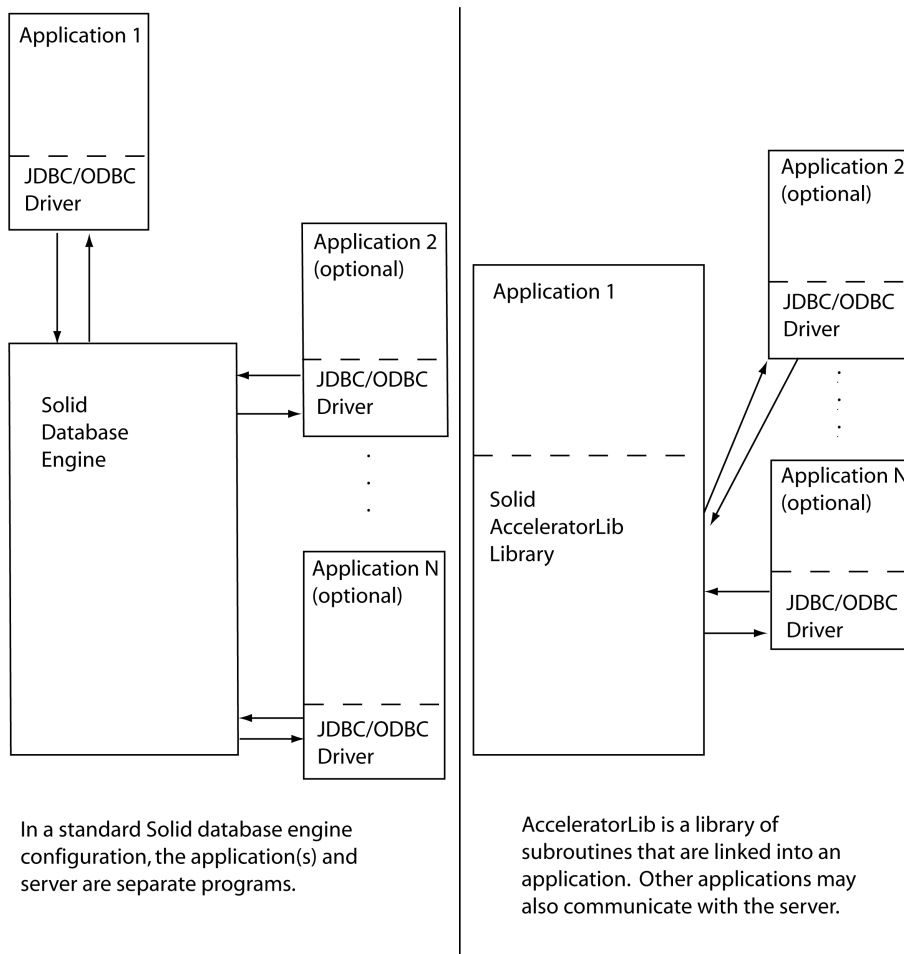 Application 1
JDBC/ODBC
Driver
Application 2
(optional)
JDBC/ODBC
Driver
Solid
Database
Engine
Application N
(optional)
JDBC/ODBC
Driver
In a standard Solid database engine
configuration, the application(s) and
server are separate programs.
Application 2
(optional)
JDBC/ODBC
Driver
Application 1
Solid
AcceleratorLib
Library
Application N
(optional)
JDBC/ODBC
Driver
AcceleratorLib is a library of
subroutines that are linked into an
application. Other applications may
also communicate with the server.